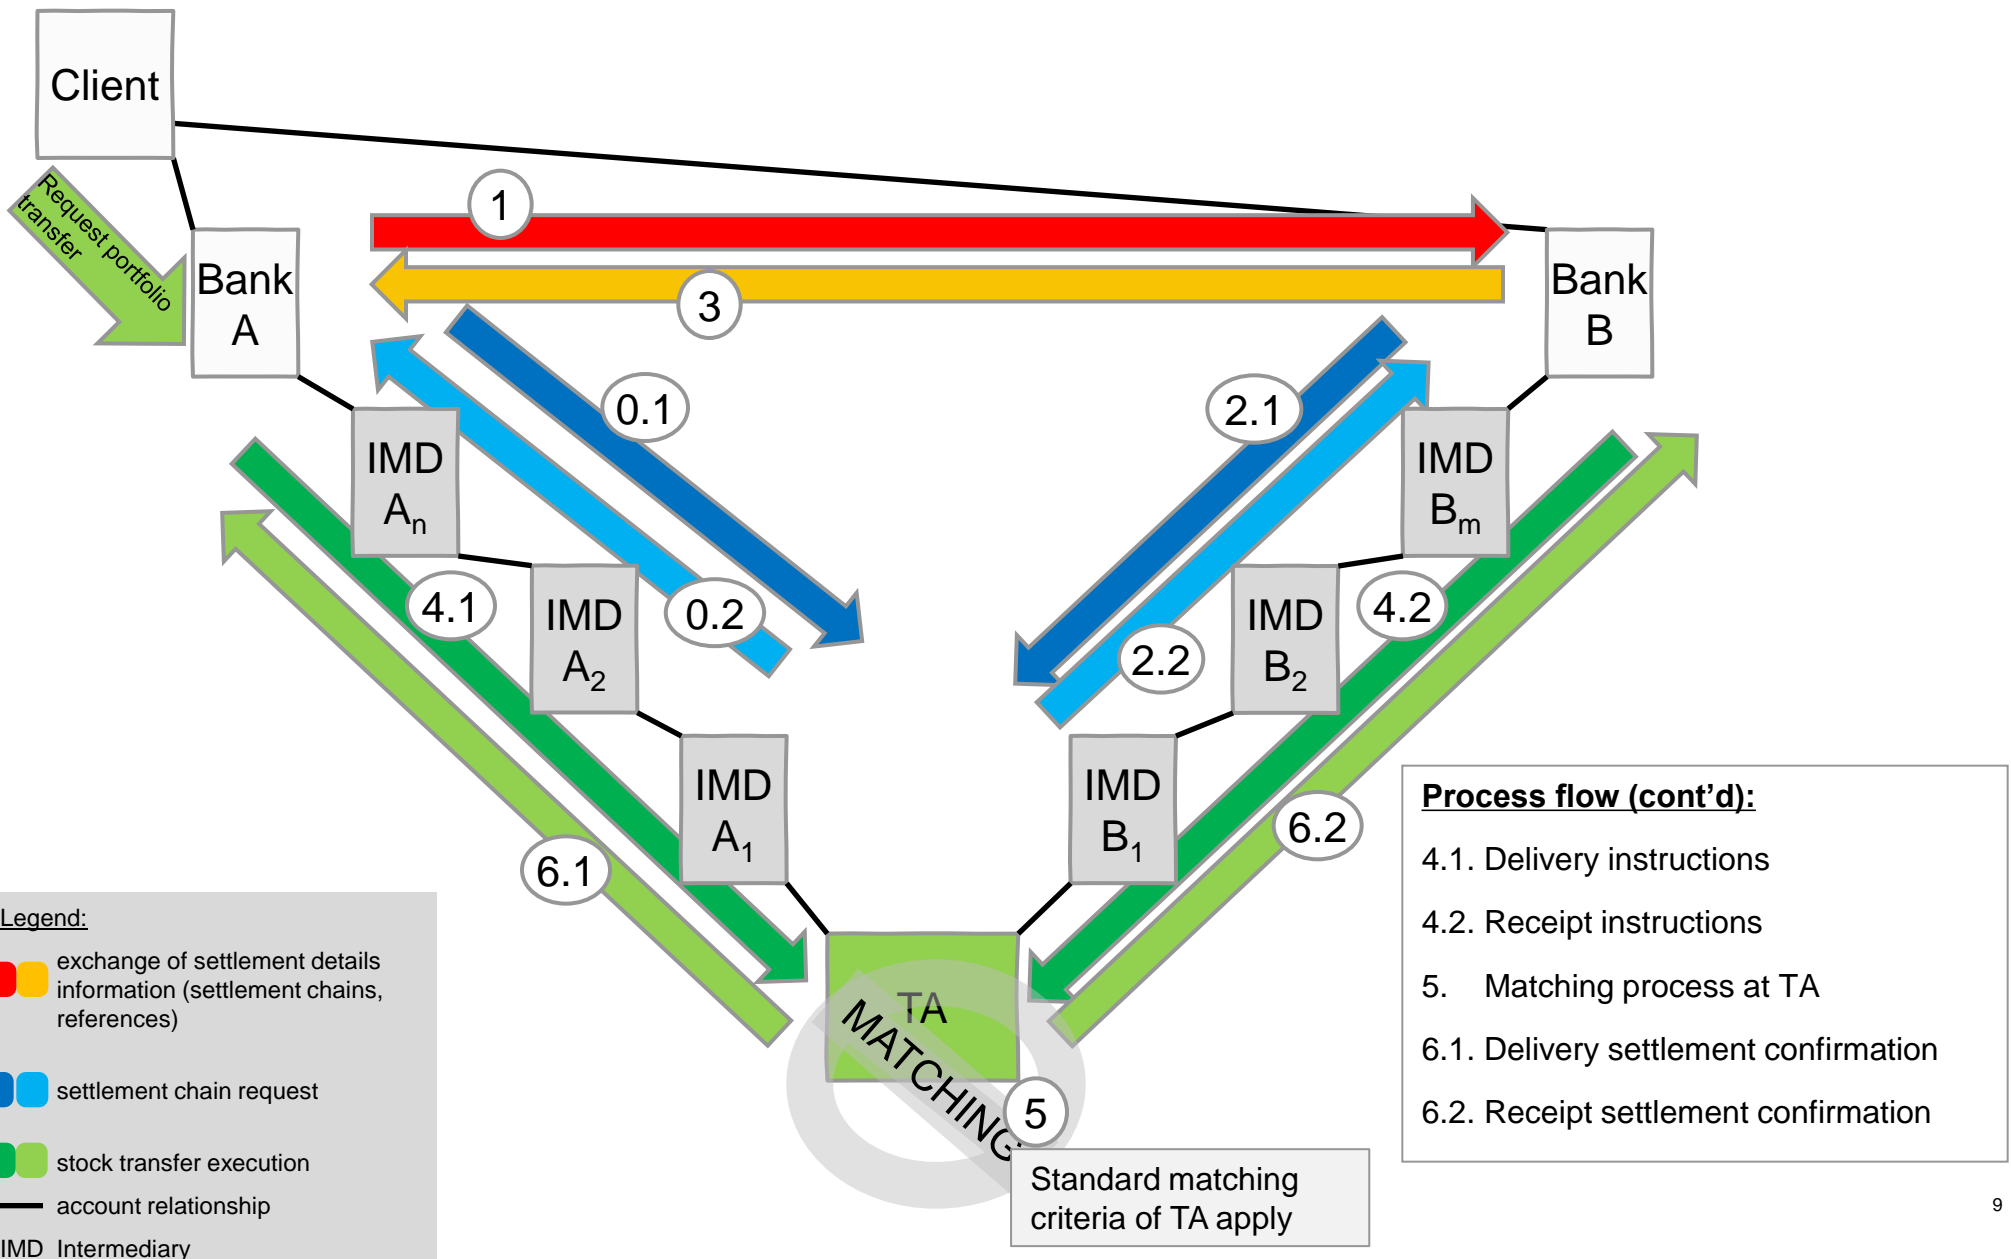 Client
Request portfolio
transfer
1
Bank
A
Bank
B
3
0.1
2.1
IMD
An
IMD
Bm
4.1
IMD
A2
0.2
2.2
IMD
B2
4.2
IMD
A1
IMD
B1
6.1
6.2
TA
MATCHING
5
Standard matching
criteria of TA apply
Process flow (cont’d):
4.1. Delivery instructions
4.2. Receipt instructions
5. Matching process at TA
6.1. Delivery settlement confirmation
6.2. Receipt settlement confirmation
Legend:
exchange of settlement details
information (settlement chains,
references)
settlement chain request
stock transfer execution
account relationship
IMD Intermediary
9